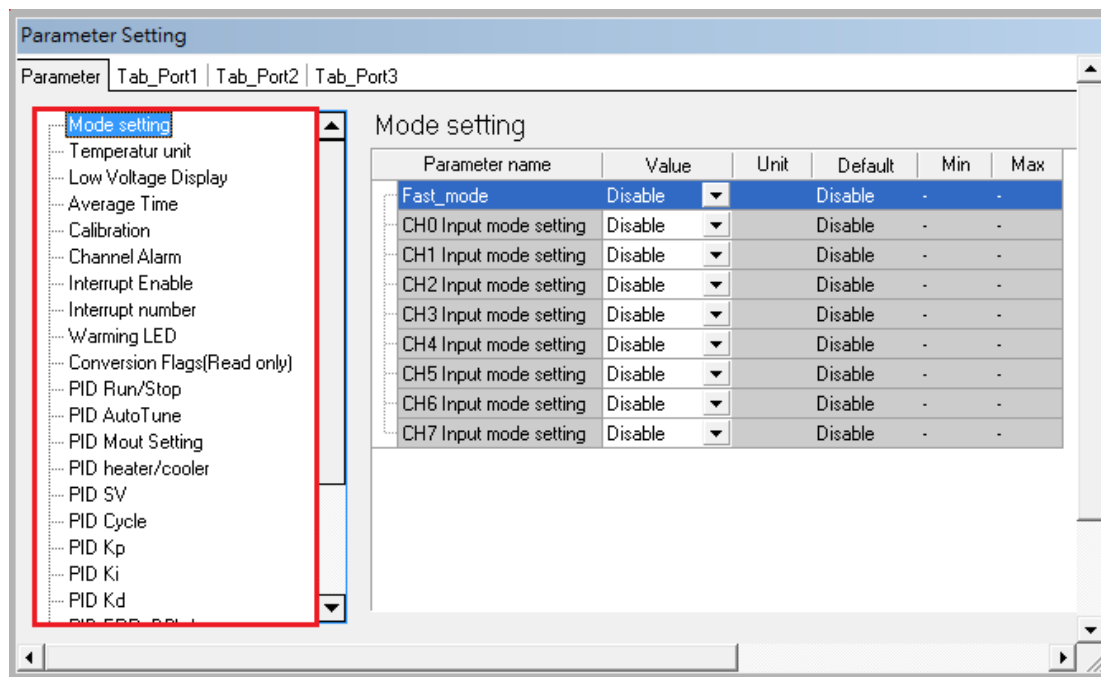 Parameter Setting
Parameter Tab_Port1 Tab_Port2 Tab_Port3
Mode setting
Temperatur unit
Low Voltage Display
Average Time
Calibration
Channel Alarm
Interrupt Enable
Interrupt number
Warming LED
Conversion Flags(Read only)
PID Run/Stop
PID AutoTune
PID Mout Setting
PID heater/cooler
PID SV
PID Cycle
PID Kp
PID Ki
PID Kd
Mode setting
Parameter name Value Unit Default Min Max
Fast_mode Disable Disable - -
CH0 Input mode setting Disable Disable - -
CH1 Input mode setting Disable Disable - -
CH2 Input mode setting Disable Disable - -
CH3 Input mode setting Disable Disable - -
CH4 Input mode setting Disable Disable - -
CH5 Input mode setting Disable Disable - -
CH6 Input mode setting Disable Disable - -
CH7 Input mode setting Disable Disable - -